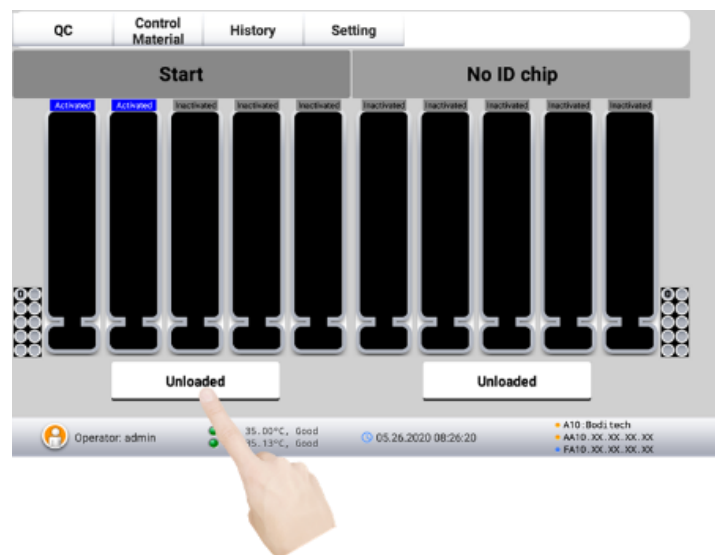 QC
Control
Material
History
Setting
Start
No ID chip
Activated Activated Inactivated Inactivated Inactivated Inactivated Inactivated Inactivated Inactivated Inactivated
0
0
Unloaded
Unloaded
Operator: admin
35.00°C, Good
35.13°C, Good
05.26.2020 08:26:20
A10:Boditech
AA10.XX.XX.XX.XX
FA10.XX.XX.XX.XX